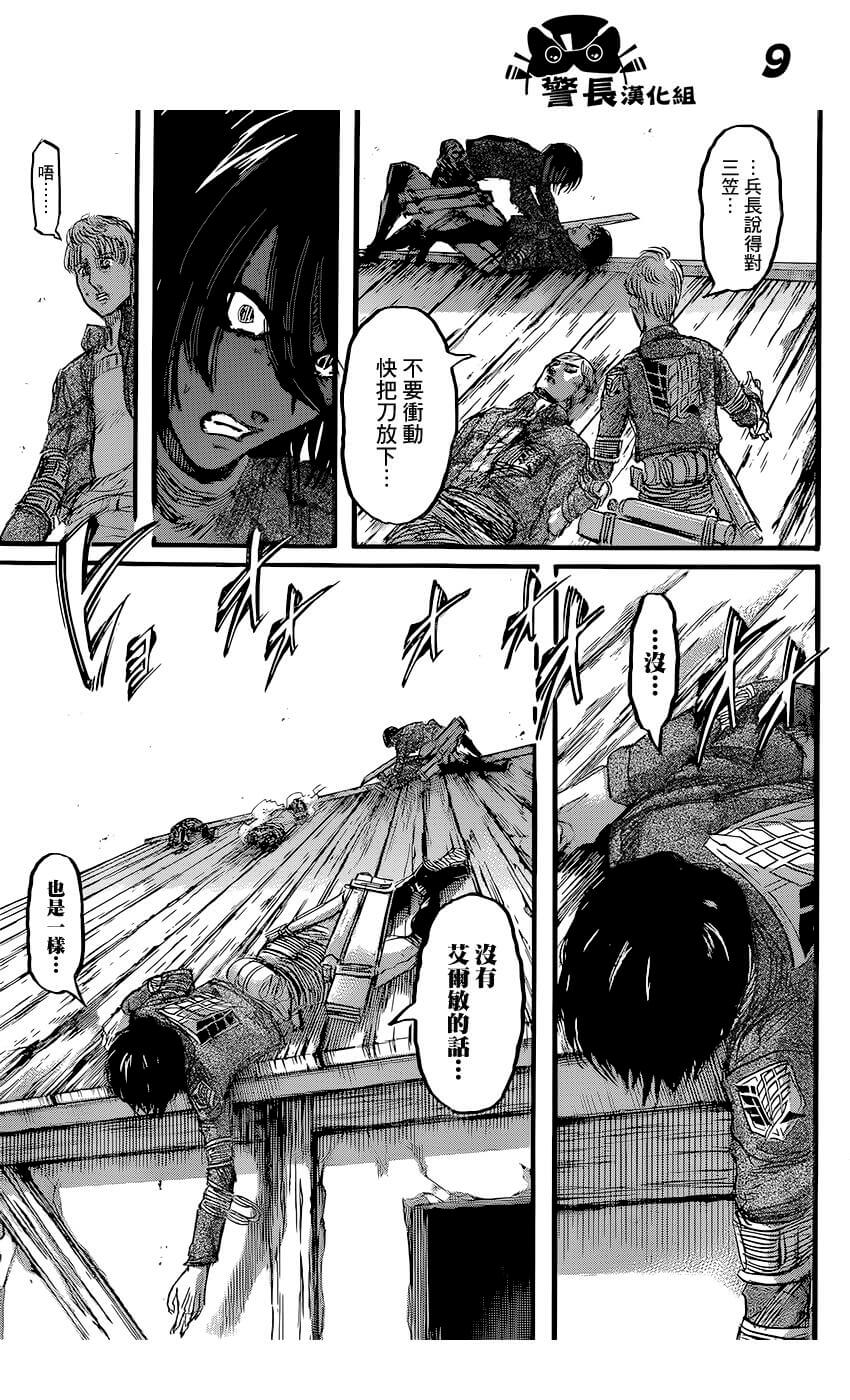 警長漢化組
9
…兵長說得對
三笠…
不要衝動
快把刀放下…
唔……
…沒…
沒有
艾爾敏的話…
也是一樣…
ヒョオオオオオオ